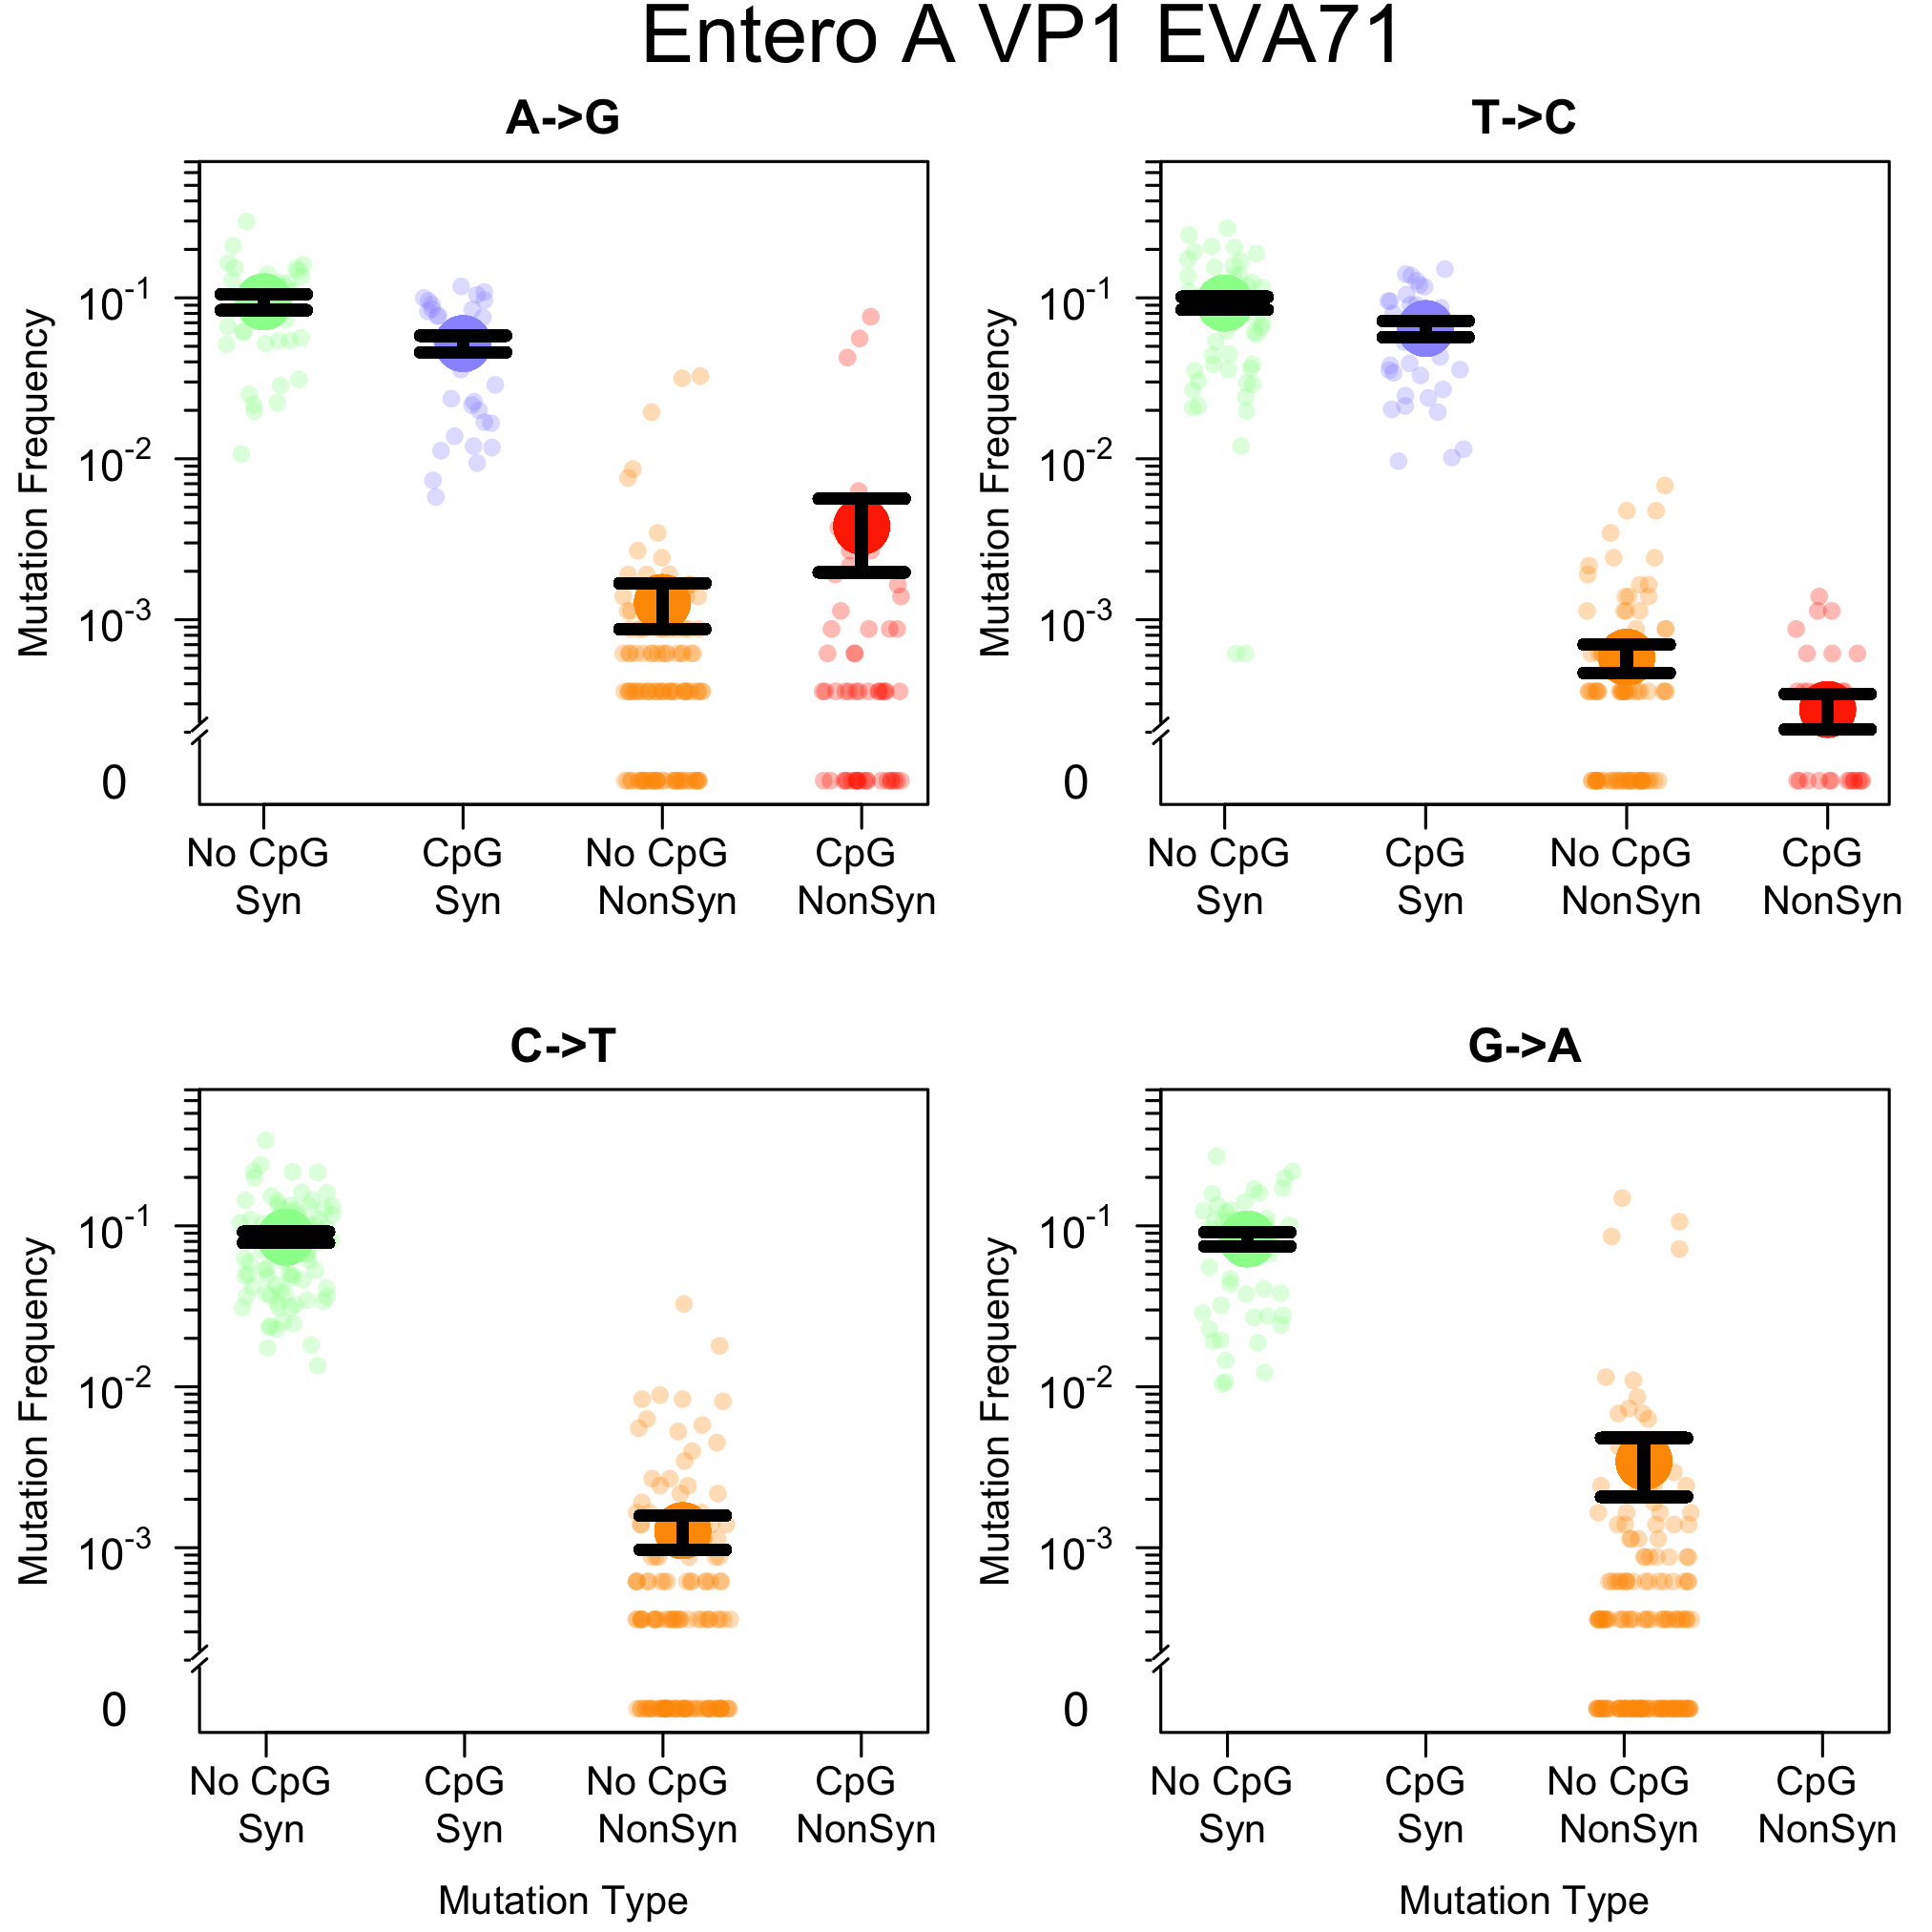 Entero A VP1 EVA71
A->G
Mutation Frequency
10-1
10-2
10-3
0
No CpG CpG No CpG CpG
Syn Syn NonSyn NonSyn
T->C
Mutation Frequency
10-1
10-2
10-3
0
No CpG CpG No CpG CpG
Syn Syn NonSyn NonSyn
C->T
Mutation Frequency
10-1
10-2
10-3
0
No CpG CpG No CpG CpG
Syn Syn NonSyn NonSyn
Mutation Type
G->A
Mutation Frequency
10-1
10-2
10-3
0
No CpG CpG No CpG CpG
Syn Syn NonSyn NonSyn
Mutation Type